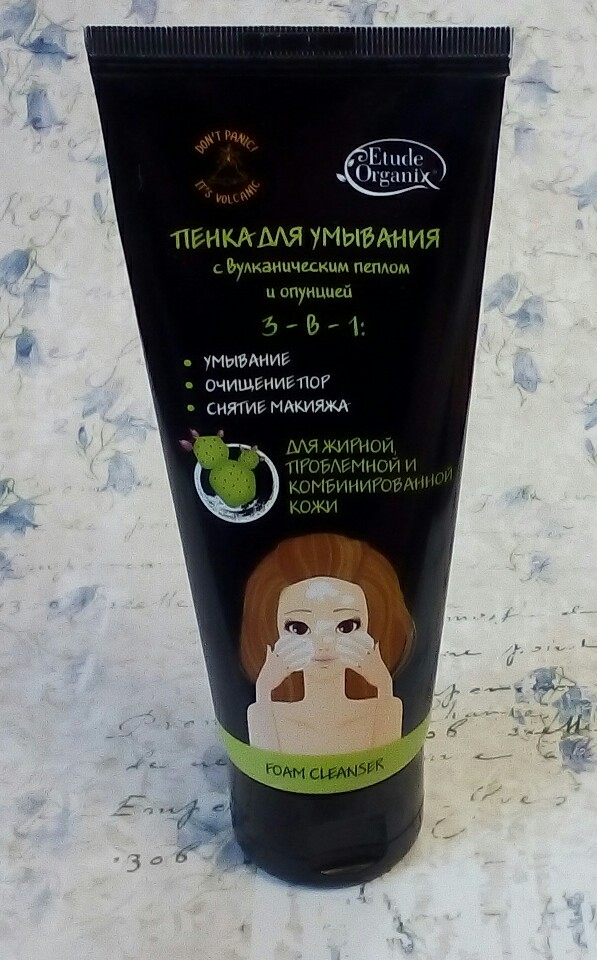 DON'T PANIC!
IT'S VOLCANIC
Etude
Organix
ПЕНКА ДЛЯ УМЫВАНИЯ
с вулканическим пеплом
и опунцией
3 - в - 1:
• УМЫВАНИЕ
• ОЧИЩЕНИЕ ПОР
• СНЯТИЕ МАКИЯЖА
ДЛЯ ЖИРНОЙ,
ПРОБЛЕМНОЙ И
КОМБИНИРОВАННОЙ
КОЖИ
FOAM CLEANSER